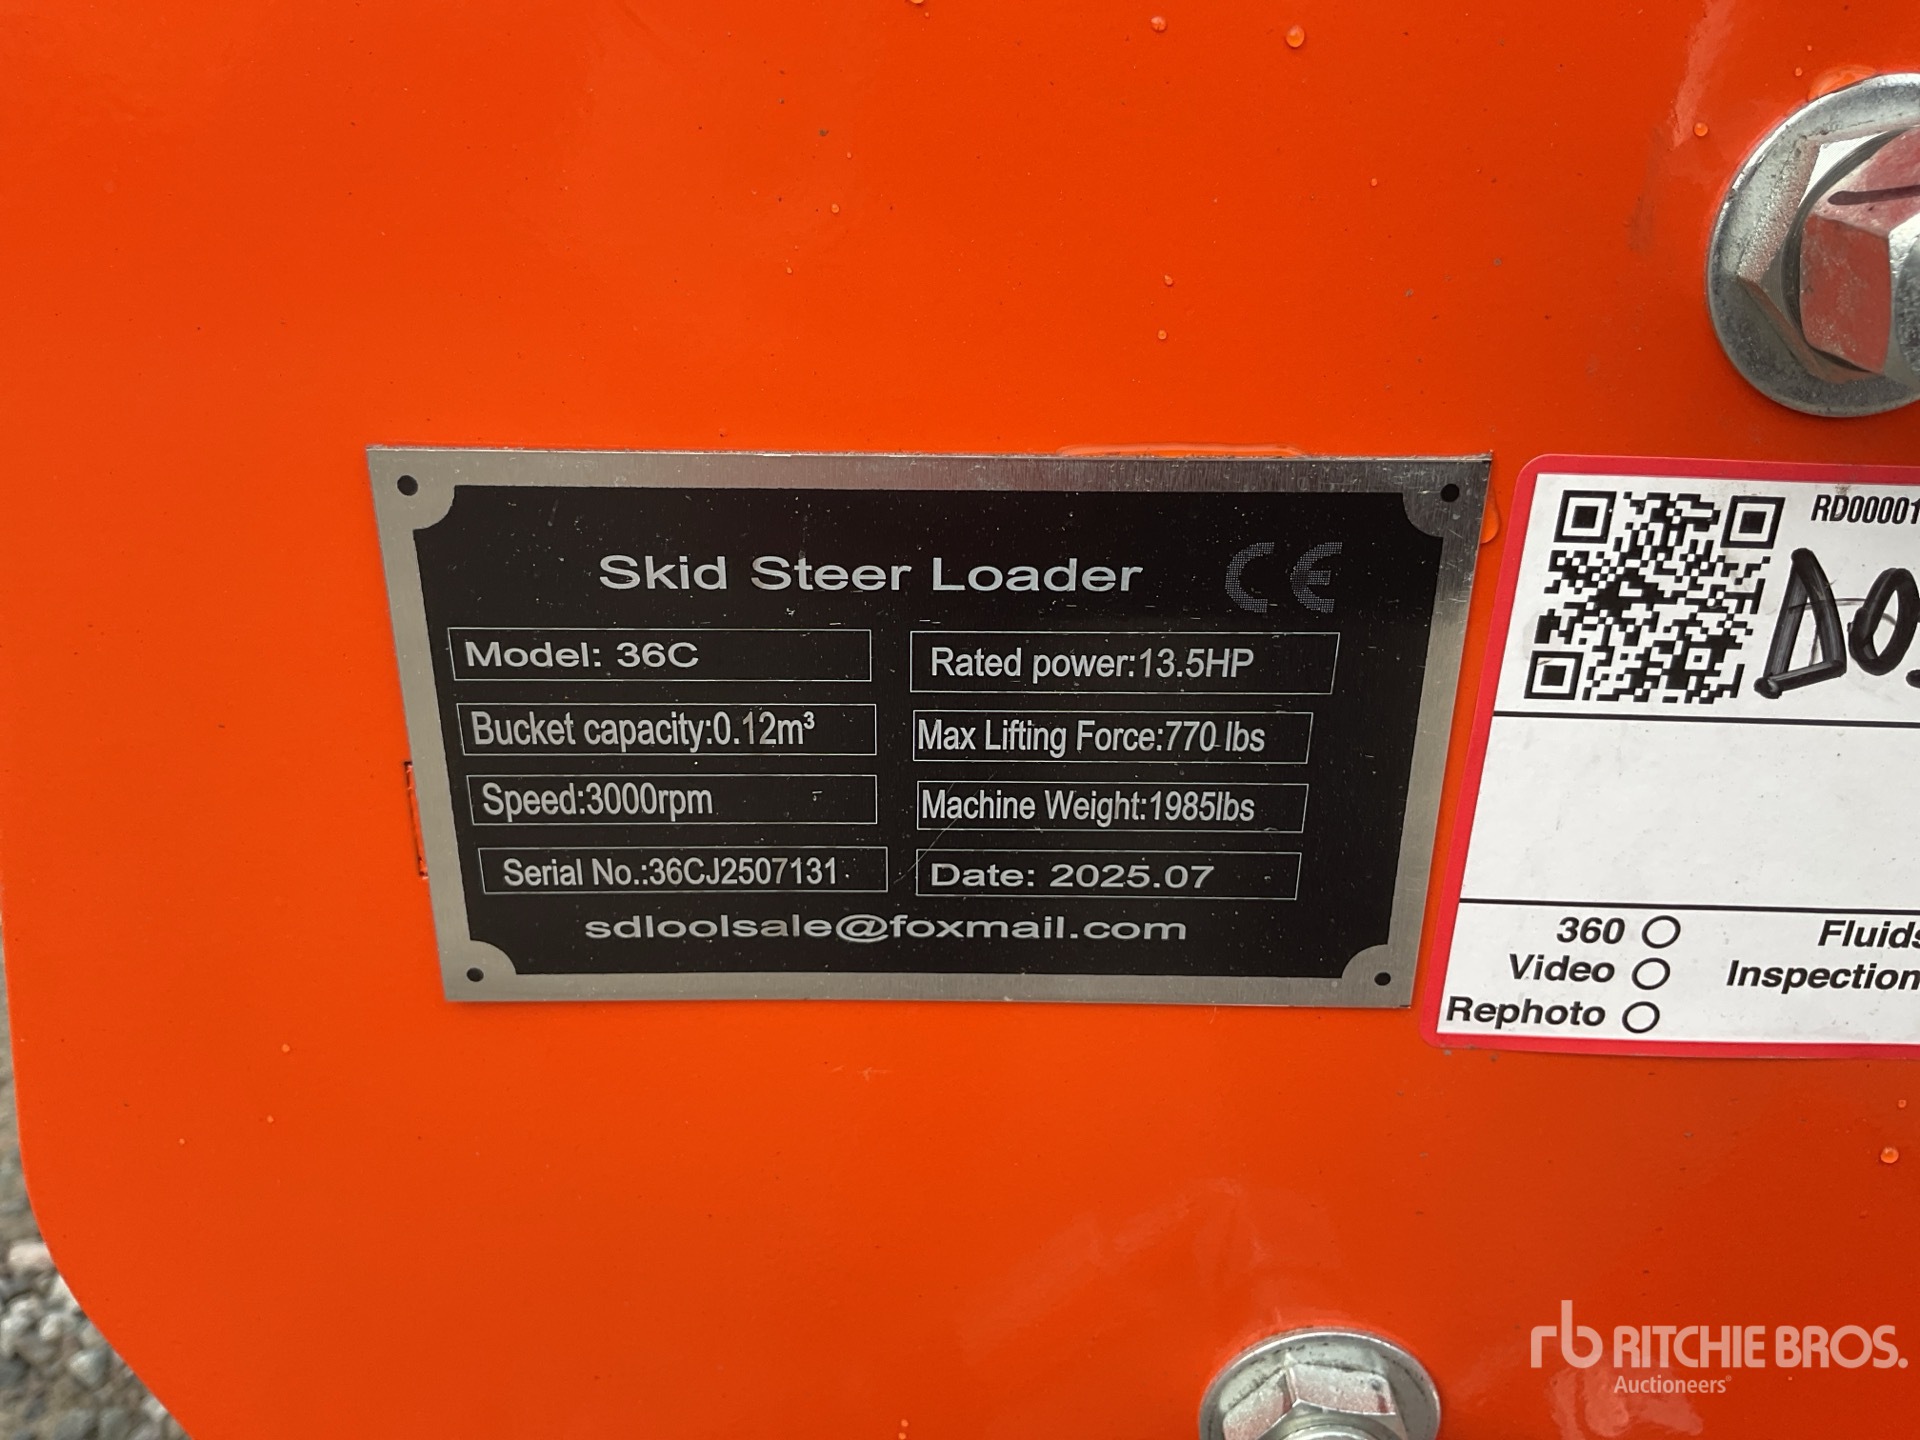 Skid Steer Loader CE
Model: 36C
Rated power:13.5HP
Bucket capacity:0.12m³
Max Lifting Force:770 lbs
Speed:3000rpm
Machine Weight:1985lbs
Serial No.:36CJ2507131
Date: 2025.07
sdloolsale@foxmail.com
RD00001
360
Video
Rephoto
Fluids
Inspection
rb RITCHIE BROS.
Auctioneers